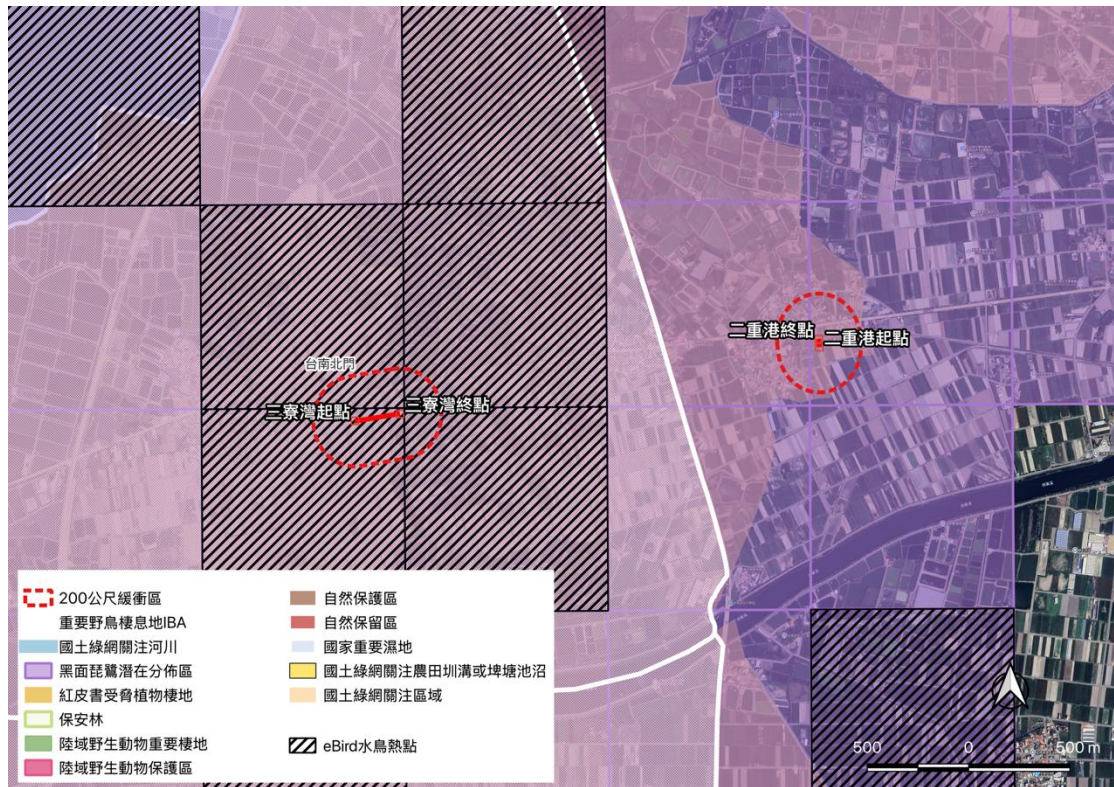 二重港終點
二重港起點
台南北門
三寮灣起點
三寮灣終點
200公尺緩衝區
重要野鳥棲息地IBA
國土綠網關注河川
黑面琵鷺潛在分佈區
紅皮書受脅植物棲地
保安林
陸域野生動物重要棲地
陸域野生動物保護區
自然保護區
自然保留區
國家重要濕地
國土綠網關注農田圳溝或埤塘池沼
國土綠網關注區域
eBird水鳥熱點
500 0 500 m